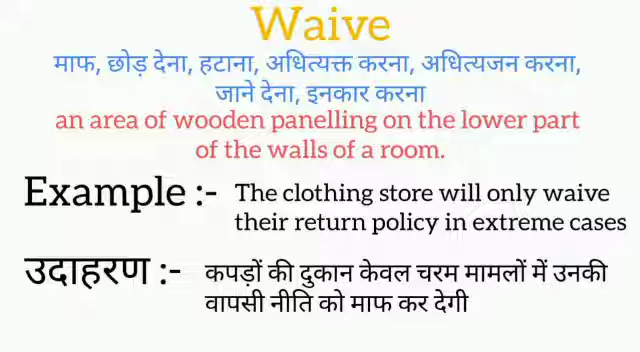 Waive
माफ, छोड़ देना, हटाना, अधित्यक्त करना, अधित्यजन करना,
जाने देना, इनकार करना
an area of wooden panelling on the lower part
of the walls of a room.
Example :- The clothing store will only waive
their return policy in extreme cases
उदाहरण :- कपड़ों की दुकान केवल चरम मामलों में उनकी
वापसी नीति को माफ कर देगी